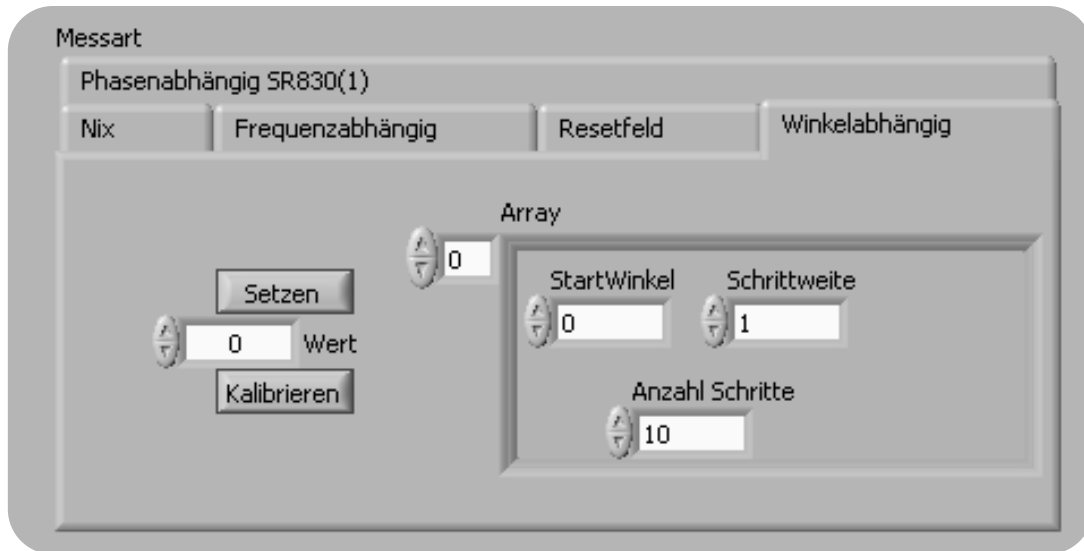 Messart
Phasenabhängig SR830(1)
Nix Frequenzabhängig Resetfeld Winkelabhängig
Array
0
Setzen
0 Wert
Kalibrieren
StartWinkel Schrittweite
0 1
Anzahl Schritte
10